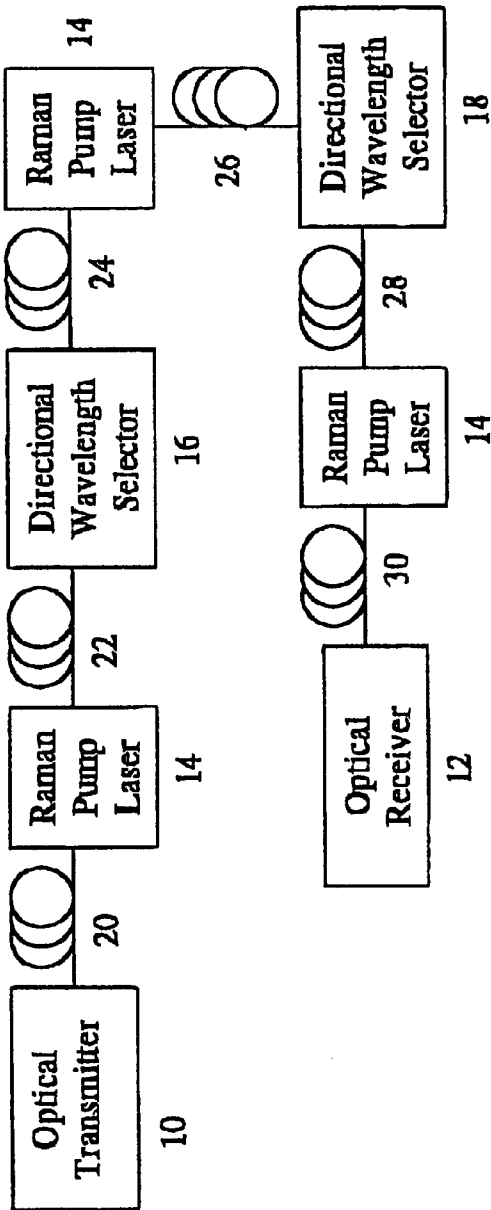 Optical
Transmitter
10
20
Raman
Pump
Laser
14
22
Directional
Wavelength
Selector
16
24
Raman
Pump
Laser
14
26
Directional
Wavelength
Selector
18
28
Raman
Pump
Laser
14
30
Optical
Receiver
12